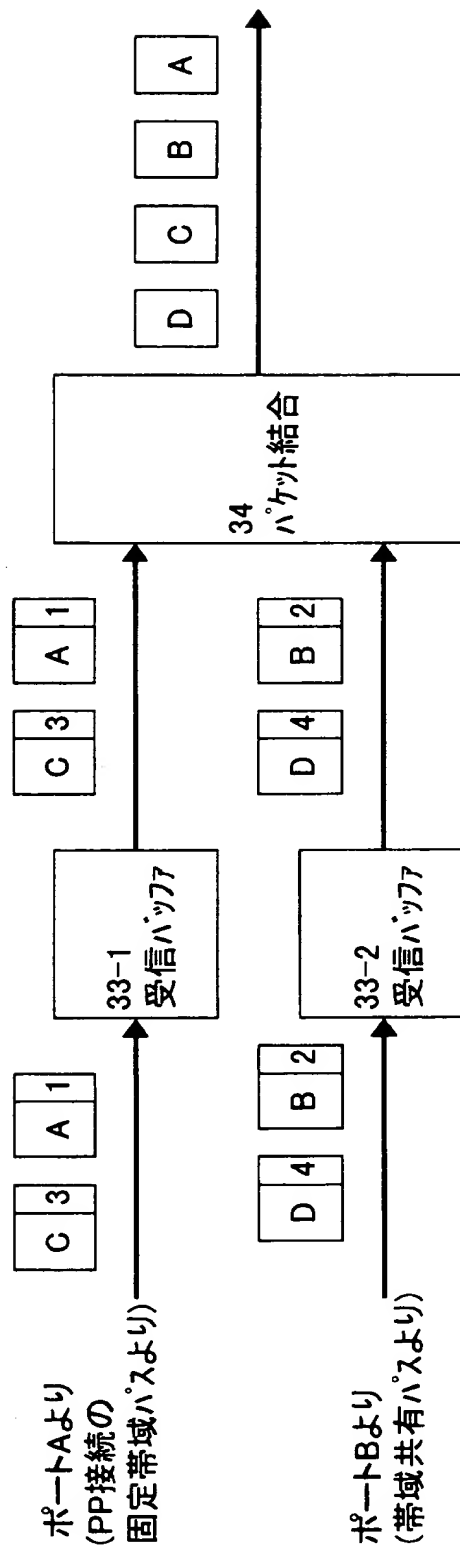 ポートAより
(PP接続の
固定帯域パスより)
C 3
A 1
33-1
受信バッファ
C 3
A 1
ポートBより
(帯域共有パスより)
D 4
B 2
33-2
受信バッファ
D 4
B 2
34
パケット結合
D
C
B
A